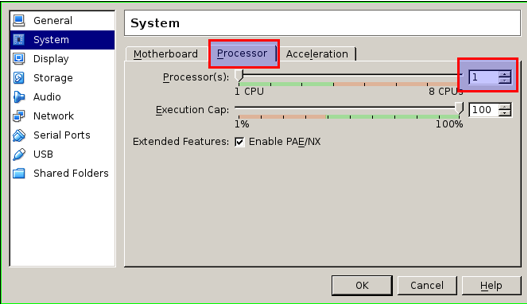 General
System
Display
Storage
Audio
Network
Serial Ports
USB
Shared Folders
System
Motherboard Processor Acceleration
Processor(s): 1
1 CPU 8 CPUs
Execution Cap: 100
1% 100%
Extended Features: Enable PAE/NX
OK Cancel Help